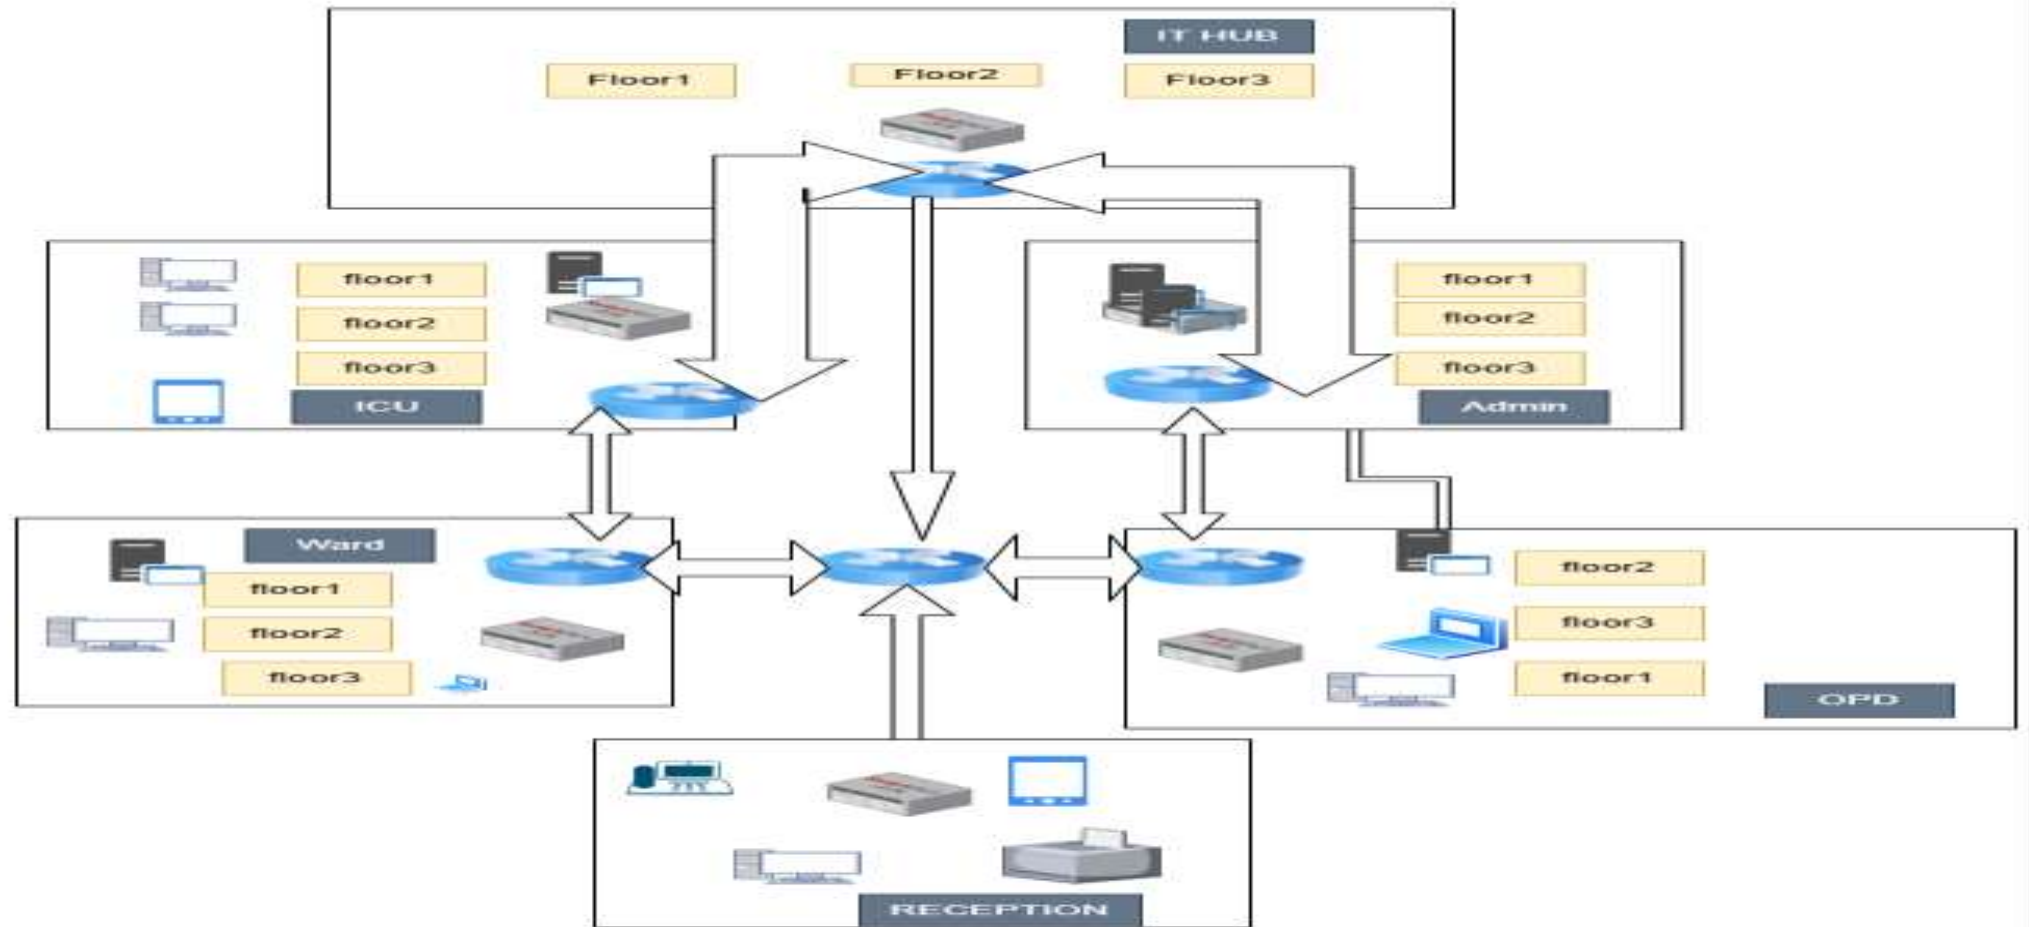 IT HUB
Floor1
Floor2
Floor3
floor1
floor2
floor3
ICU
floor1
floor2
floor3
Admin
Ward
floor1
floor2
floor3
floor2
floor3
floor1
OPD
RECEPTION